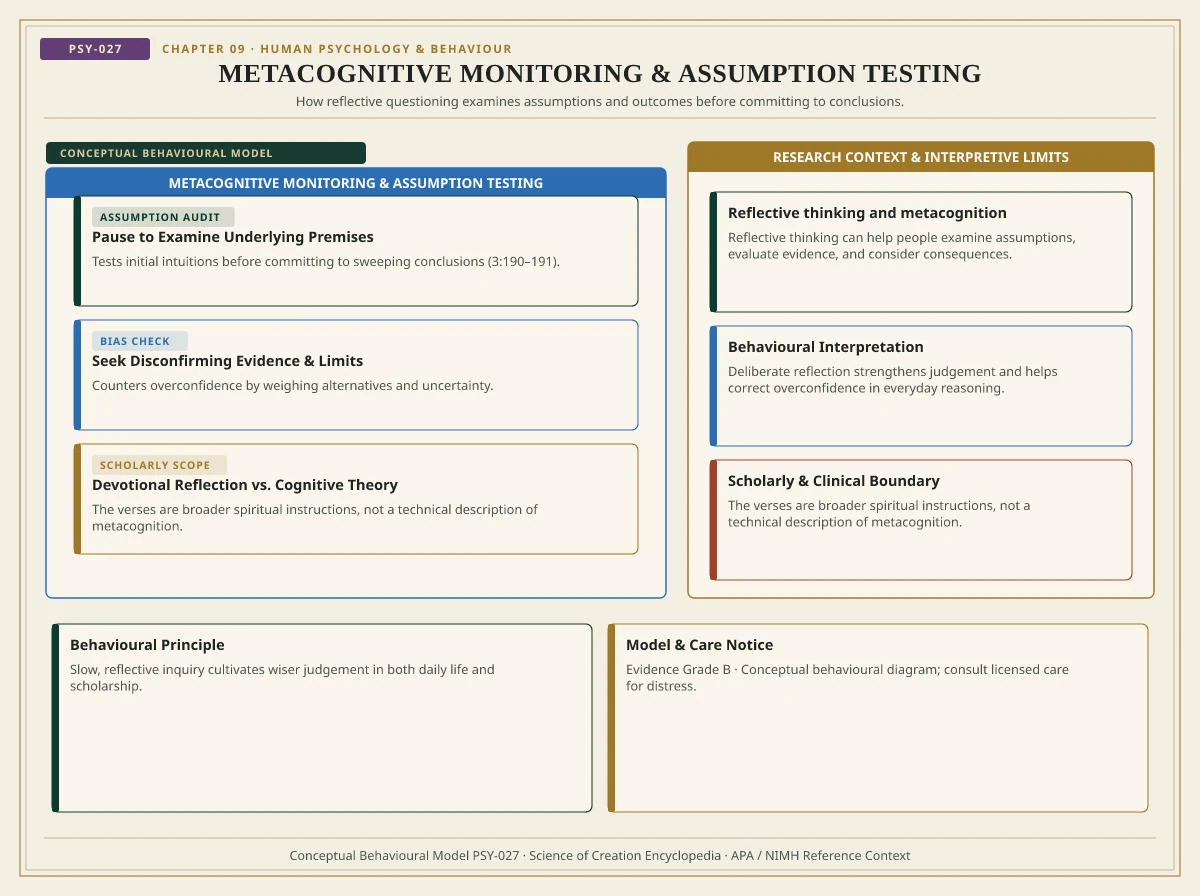 PSY-027
CHAPTER 09 · HUMAN PSYCHOLOGY & BEHAVIOUR
METACOGNITIVE MONITORING & ASSUMPTION TESTING
How reflective questioning examines assumptions and outcomes before committing to conclusions.
CONCEPTUAL BEHAVIOURAL MODEL
METACOGNITIVE MONITORING & ASSUMPTION TESTING
ASSUMPTION AUDIT
Pause to Examine Underlying Premises
Tests initial intuitions before committing to sweeping conclusions (3:190–191).
BIAS CHECK
Seek Disconfirming Evidence & Limits
Counters overconfidence by weighing alternatives and uncertainty.
SCHOLARLY SCOPE
Devotional Reflection vs. Cognitive Theory
The verses are broader spiritual instructions, not a technical description of
metacognition.
RESEARCH CONTEXT & INTERPRETIVE LIMITS
Reflective thinking and metacognition
Reflective thinking can help people examine assumptions,
evaluate evidence, and consider consequences.
Behavioural Interpretation
Deliberate reflection strengthens judgement and helps
correct overconfidence in everyday reasoning.
Scholarly & Clinical Boundary
The verses are broader spiritual instructions, not a
technical description of metacognition.
Behavioural Principle
Slow, reflective inquiry cultivates wiser judgement in both daily life and
scholarship.
Model & Care Notice
Evidence Grade B · Conceptual behavioural diagram; consult licensed care
for distress.
Conceptual Behavioural Model PSY-027 · Science of Creation Encyclopedia · APA / NIMH Reference Context